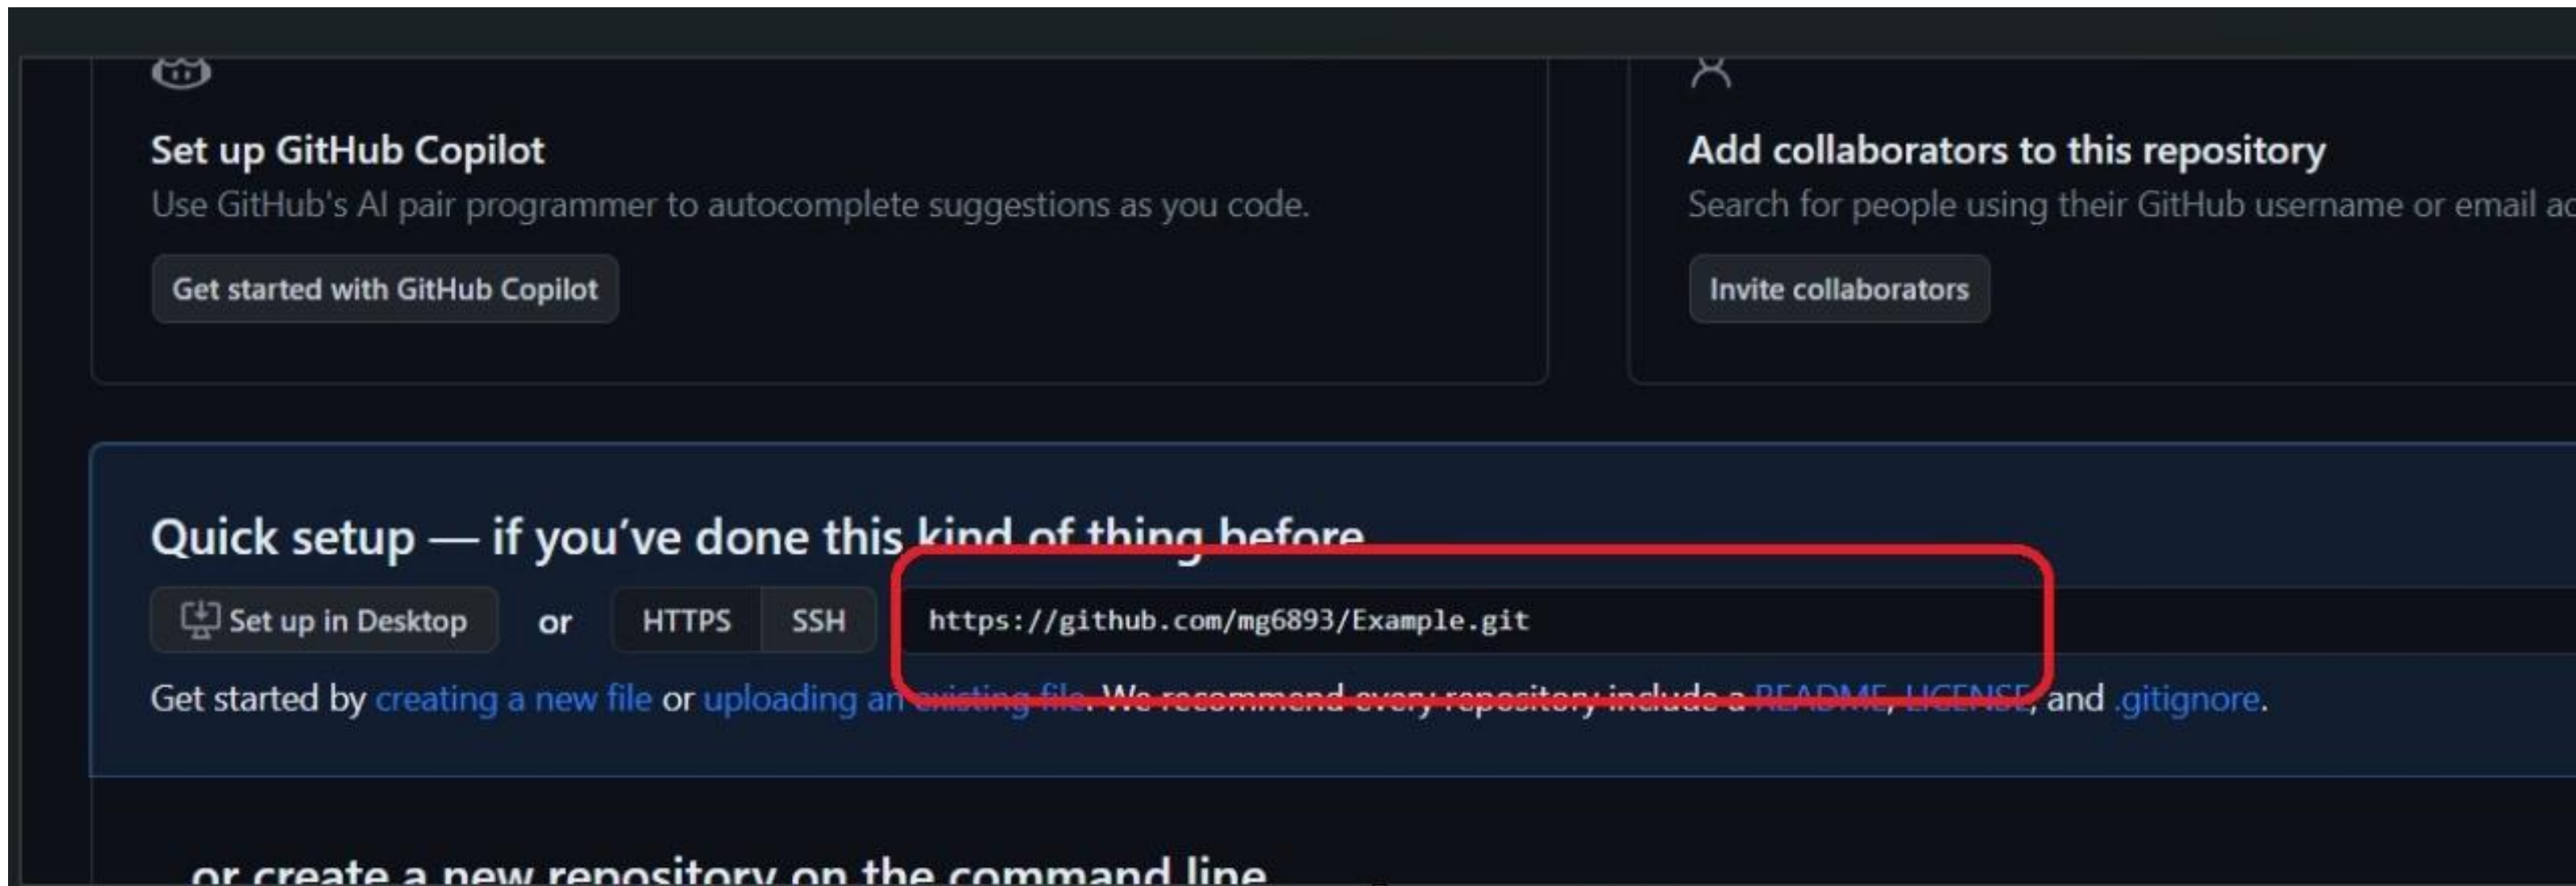 Set up GitHub Copilot
Use GitHub's AI pair programmer to autocomplete suggestions as you code.
Get started with GitHub Copilot
Add collaborators to this repository
Search for people using their GitHub username or email
Invite collaborators
Quick setup — if you've done this kind of thing before
Set up in Desktop or HTTPS SSH https://github.com/mg6893/Example.git
Get started by creating a new file or uploading an existing file. We recommend every repository include a README, LICENSE, and .gitignore.
or create a new repository on the command line